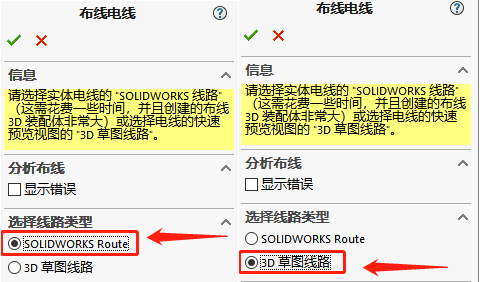 布线电线
信息
请选择实体电线的 "SOLIDWORKS 线路"
（这需花费一些时间，并且创建的布线
3D 装配体非常大）或选择电线的快速
预览视图的 "3D 草图线路"。
分析布线
显示错误
选择线路类型
SOLIDWORKS Route
3D 草图线路
布线电线
信息
请选择实体电线的 "SOLIDWORKS 线路"
（这需花费一些时间，并且创建的布线
3D 装配体非常大）或选择电线的快速
预览视图的 "3D 草图线路"。
分析布线
显示错误
选择线路类型
SOLIDWORKS Route
3D 草图线路